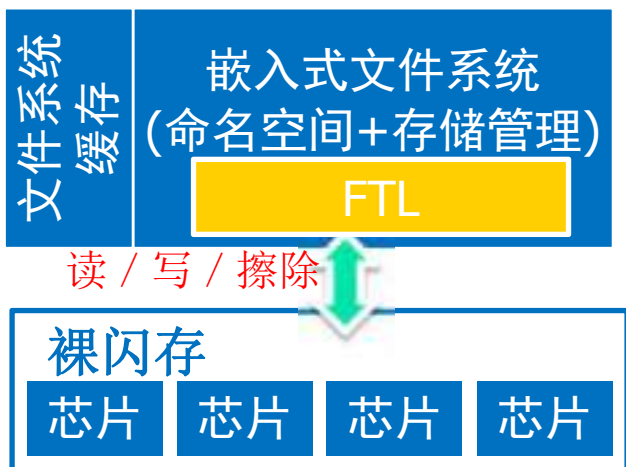 文件系统
缓存
嵌入式文件系统
(命名空间+存储管理)
FTL
读/写/擦除
裸闪存
芯片 芯片 芯片 芯片